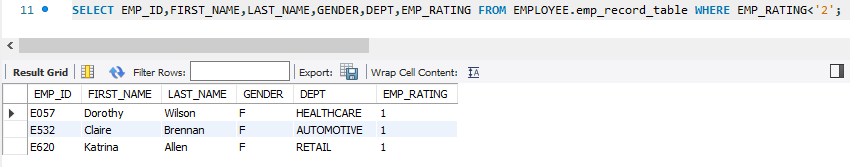 11 SELECT EMP_ID,FIRST_NAME,LAST_NAME,GENDER,DEPT,EMP_RATING FROM EMPLOYEE.emp_record_table WHERE EMP_RATING<'2';
Result Grid Filter Rows: Export: Wrap Cell Content:
EMP_ID FIRST_NAME LAST_NAME GENDER DEPT EMP_RATING
E057 Dorothy Wilson F HEALTHCARE 1
E532 Claire Brennan F AUTOMOTIVE 1
E620 Katrina Allen F RETAIL 1